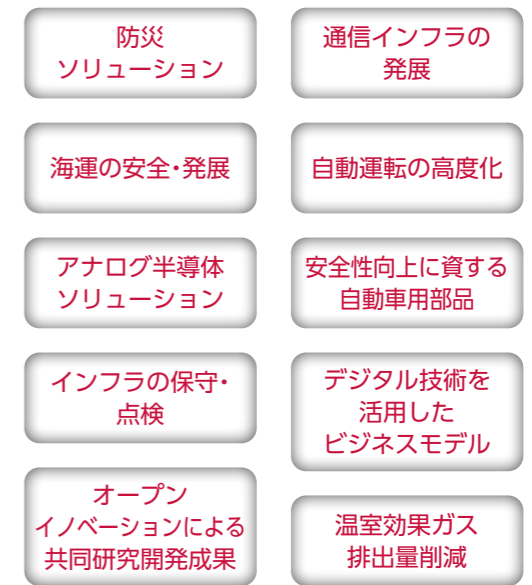 防災
ソリューション
通信インフラの
発展
海運の安全・発展
自動運転の高度化
アナログ半導体
ソリューション
安全性向上に資する
自動車用部品
インフラの保守・
点検
デジタル技術を
活用した
ビジネスモデル
オープン
イノベーションによる
共同研究開発成果
温室効果ガス
排出量削減